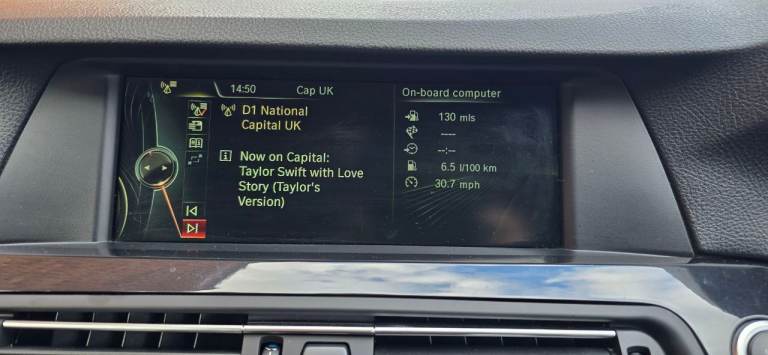 14:50 Cap UK
D1 National
Capital UK
Now on Capital:
Taylor Swift with Love
Story (Taylor's
Version)
On-board computer
130 mls
----
--:--
6.5 l/100 km
30.7 mph